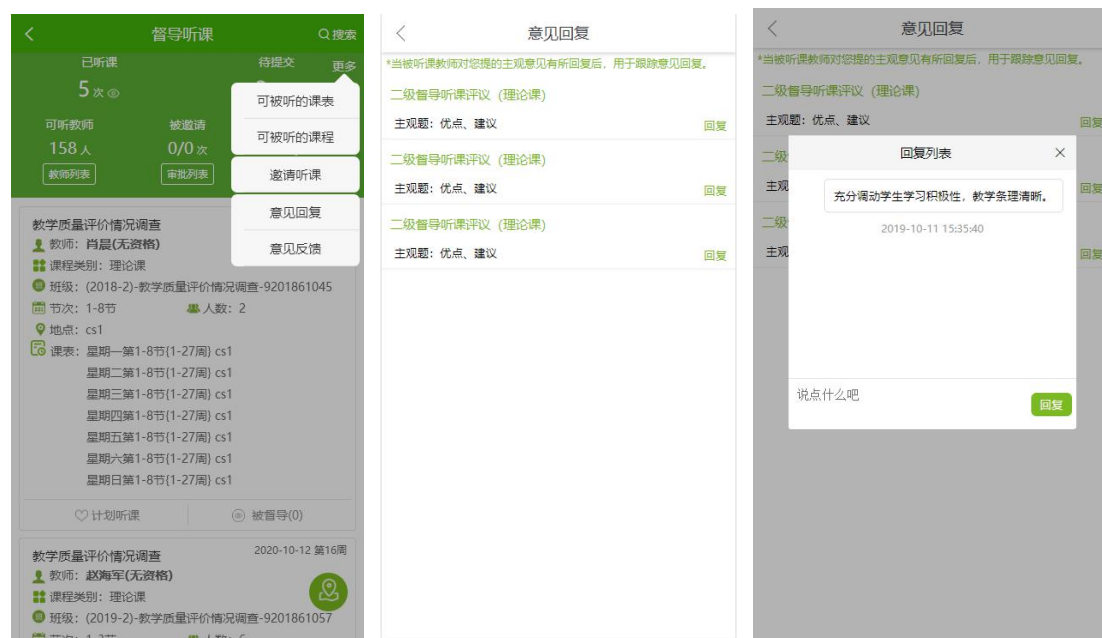 督导听课
搜索
已听课
待提交
更多
5次
可听教师
被邀请
158人
0/0次
教师列表
审批列表
可被听的课表
可被听的课程
邀请听课
意见回复
意见反馈
教学质量评价情况调查
教师：肖晨(无资格)
课程类别：理论课
班级：(2018-2)-教学质量评价情况调查-9201861045
节次：1-8节 人数：2
地点：cs1
课表：星期一第1-8节{1-27周} cs1
星期二第1-8节{1-27周} cs1
星期三第1-8节{1-27周} cs1
星期四第1-8节{1-27周} cs1
星期五第1-8节{1-27周} cs1
星期六第1-8节{1-27周} cs1
星期日第1-8节{1-27周} cs1
计划听课
被督导(0)
教学质量评价情况调查
2020-10-12 第16周
教师：赵海军(无资格)
课程类别：理论课
班级：(2019-2)-教学质量评价情况调查-9201861057
意见回复
*当被听课教师对您提的主观意见有所回复后，用于跟踪意见回复。
二级督导听课评议（理论课）
主观题：优点、建议
回复
二级督导听课评议（理论课）
主观题：优点、建议
回复
二级督导听课评议（理论课）
主观题：优点、建议
回复
意见回复
*当被听课教师对您提的主观意见有所回复后，用于跟踪意见回复。
二级督导听课评议（理论课）
主观题：优点、建议
回复
二级
主观
回复
二级
主观
回复
回复列表
充分调动学生学习积极性，教学条理清晰。
2019-10-11 15:35:40
说点什么吧
回复